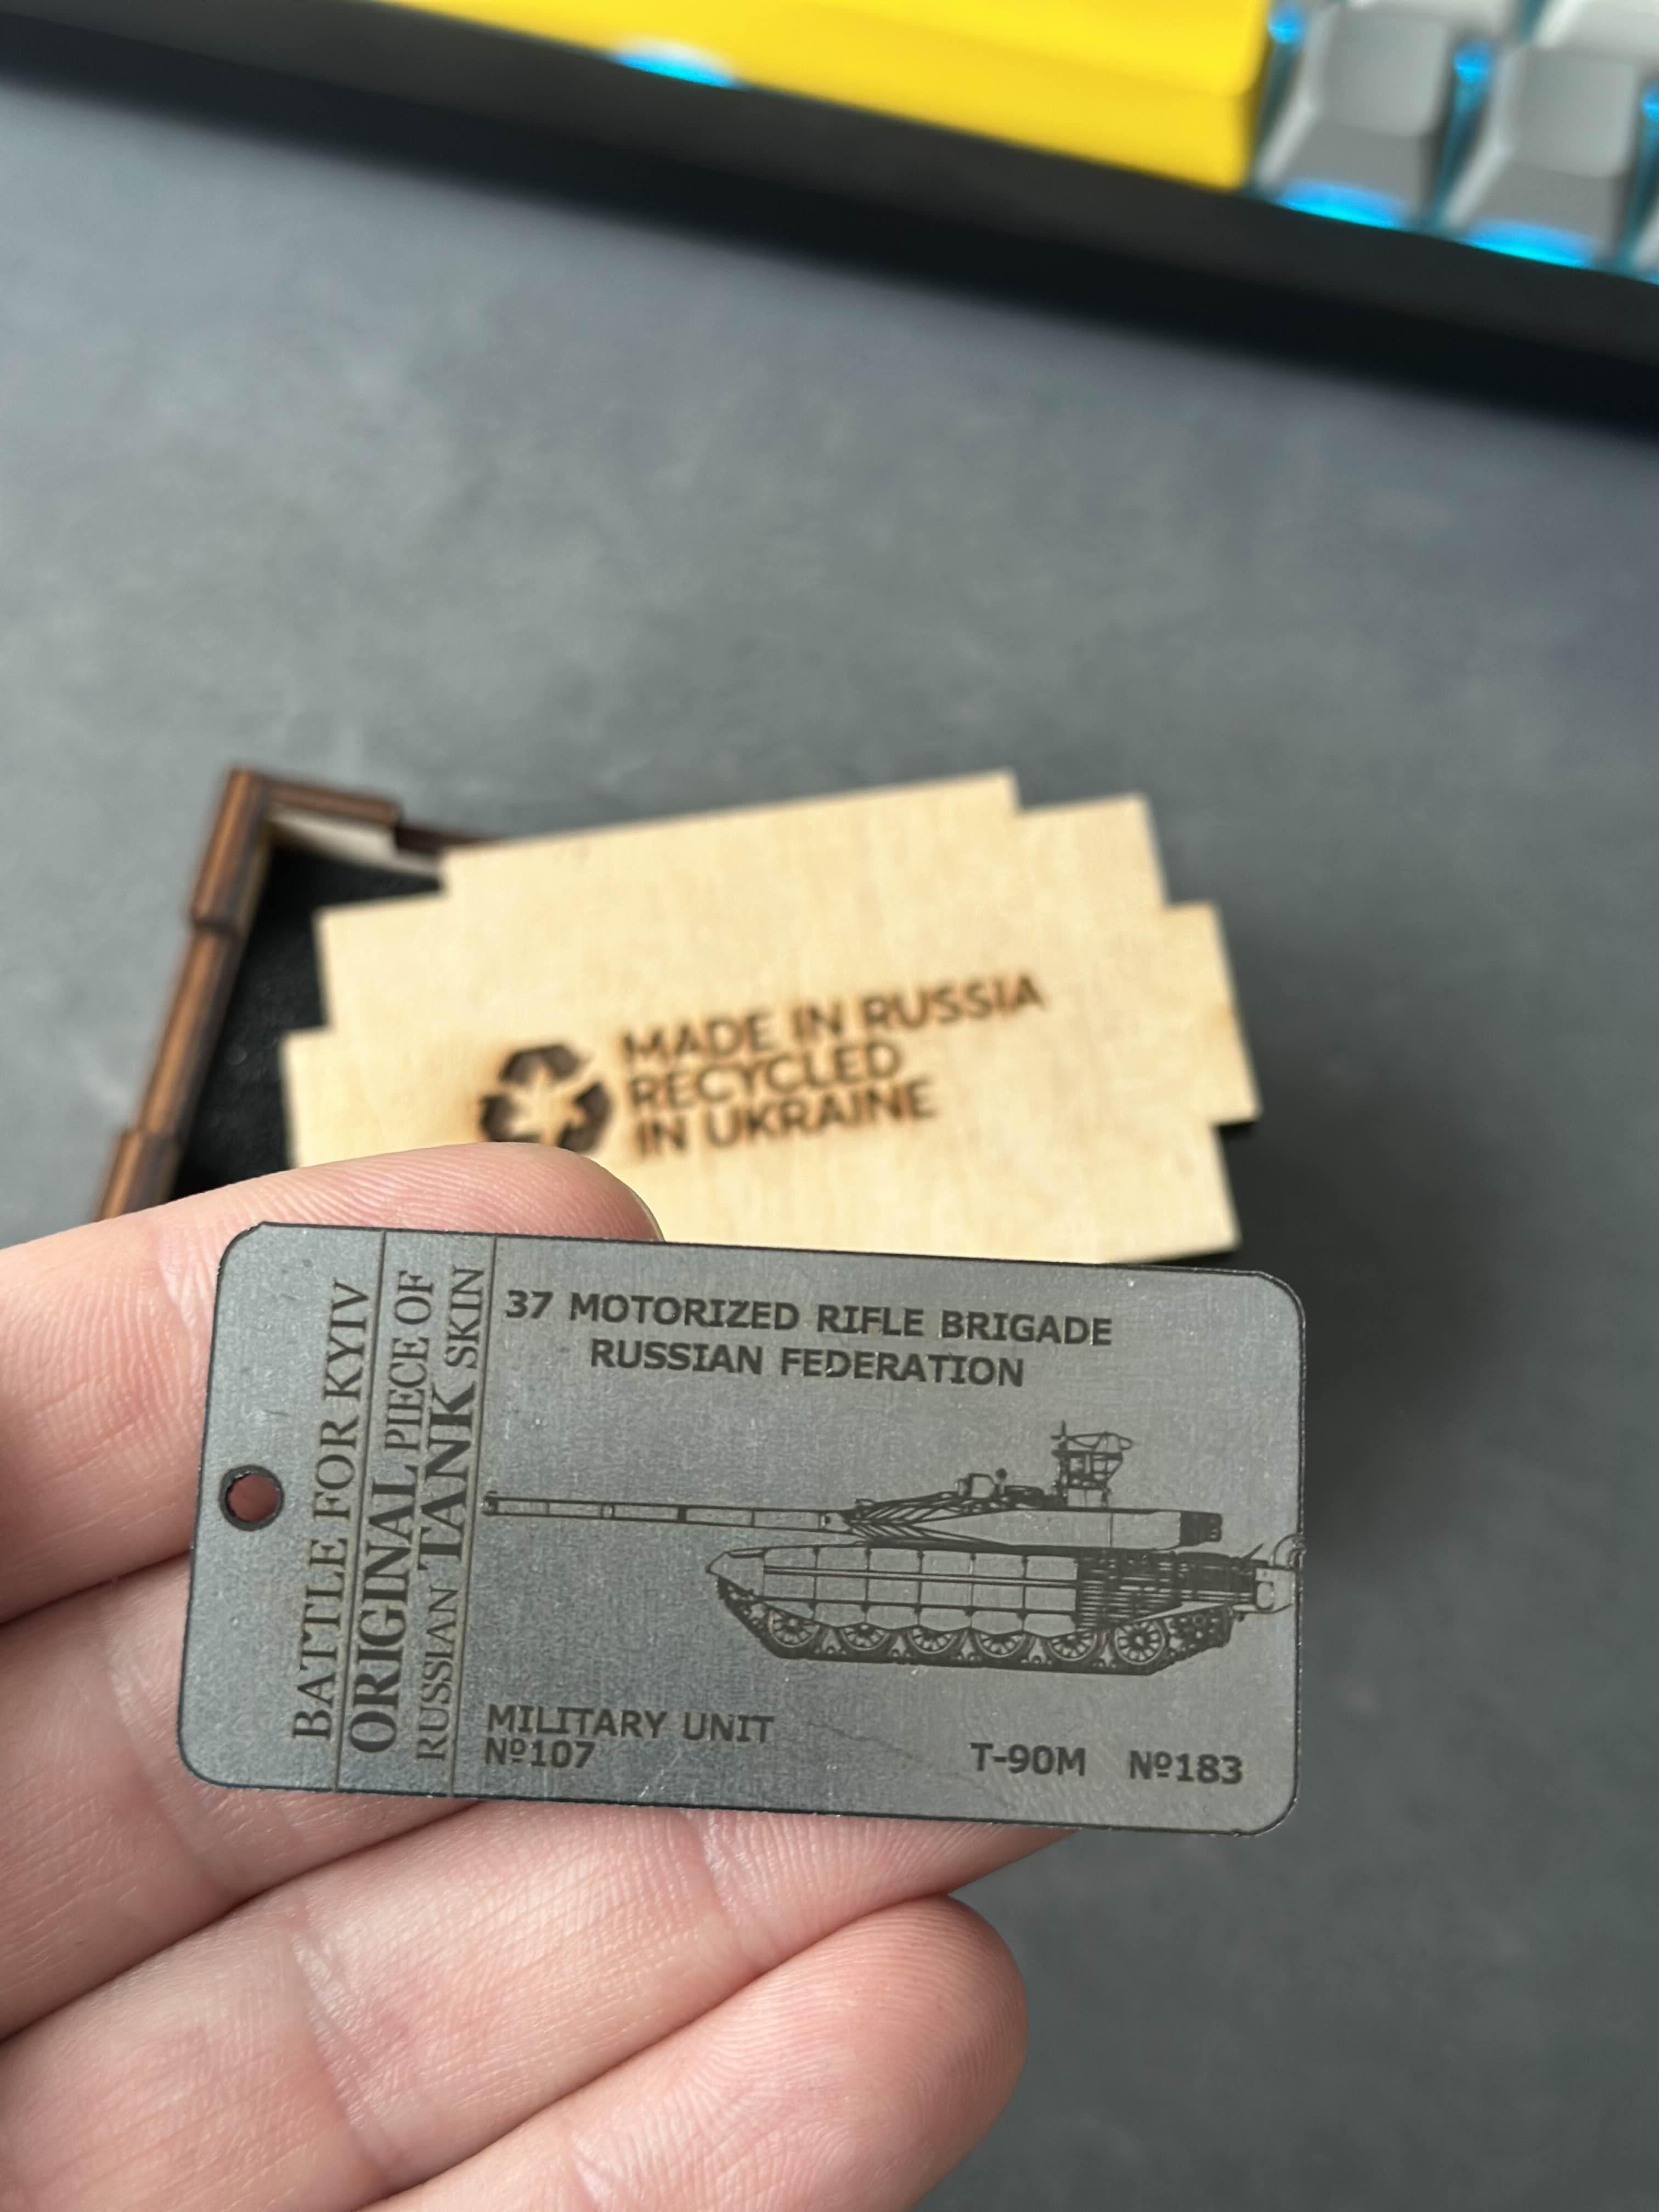 MADE IN RUSSIA
RECYCLED
IN UKRAINE
BATTLE FOR KYIV
ORIGINAL PIECE OF
RUSSIAN TANK SKIN
37 MOTORIZED RIFLE BRIGADE
RUSSIAN FEDERATION
MILITARY UNIT
№107
T-90M №183